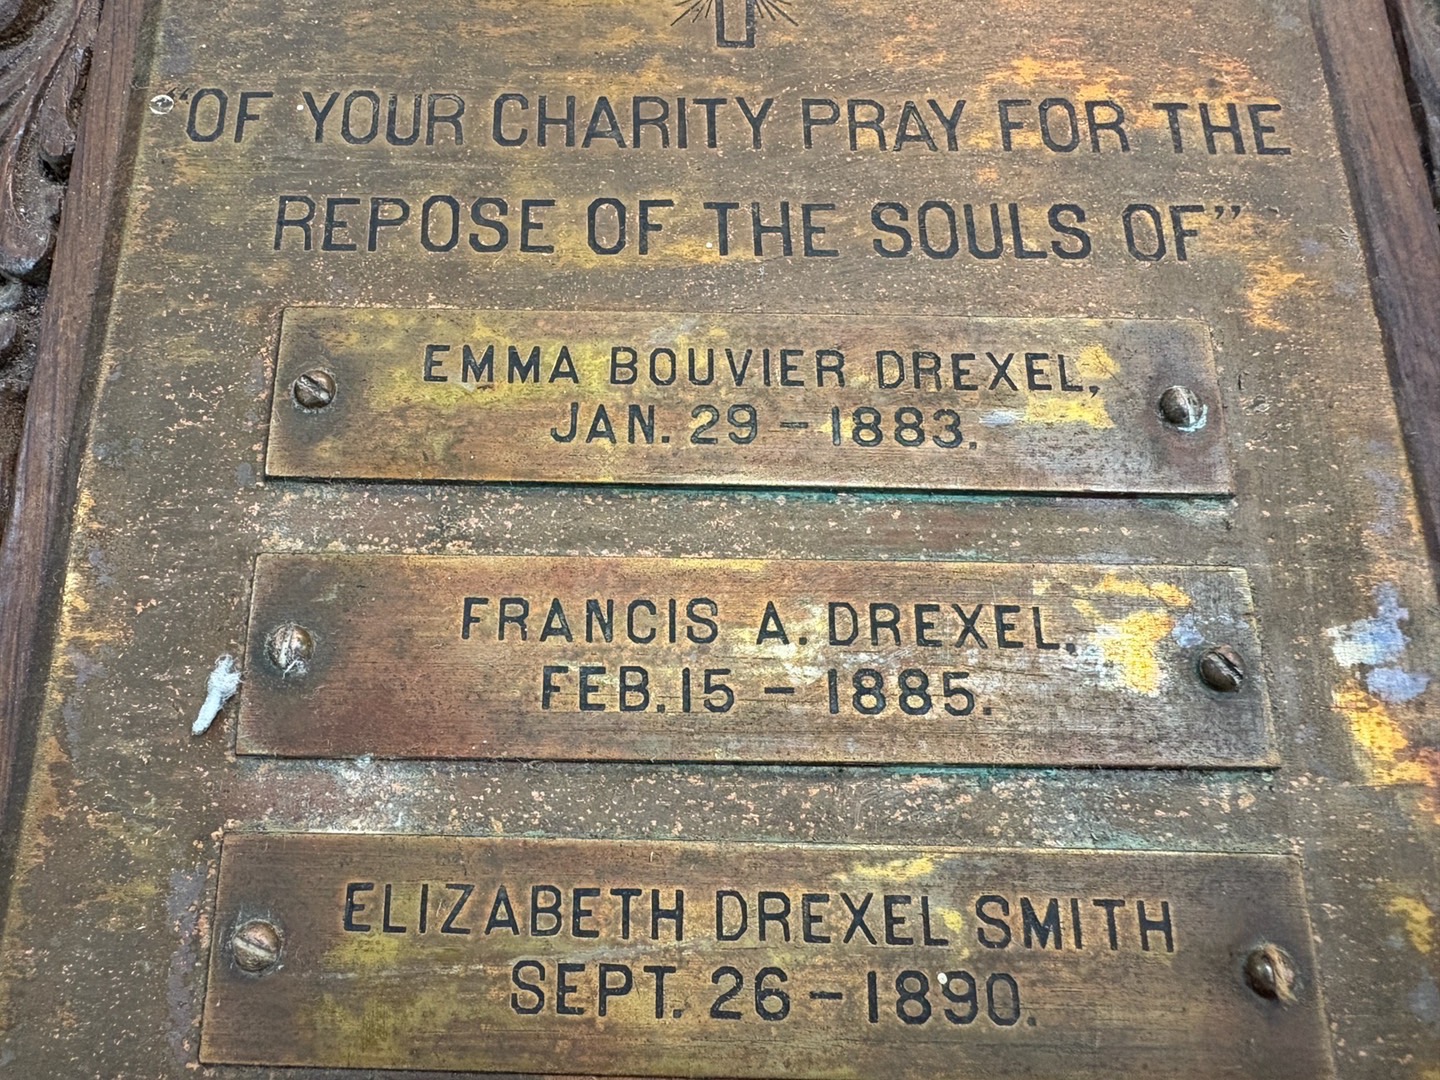 "OF YOUR CHARITY PRAY FOR THE
REPOSE OF THE SOULS OF"
EMMA BOUVIER DREXEL,
JAN. 29 – 1883.
FRANCIS A. DREXEL,
FEB. 15 – 1885.
ELIZABETH DREXEL SMITH
SEPT. 26 – 1890.